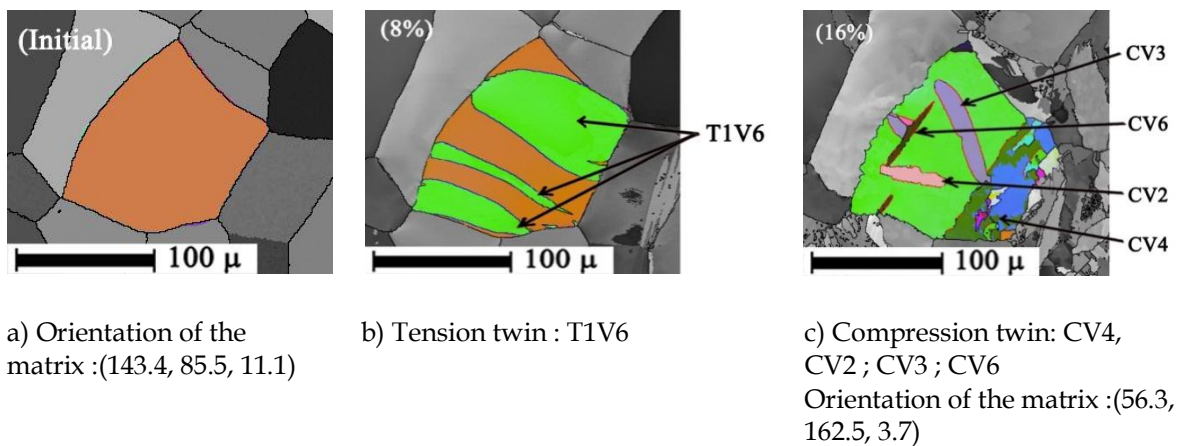 (Initial)
100 µ
(8%)
T1V6
100 µ
(16%)
CV3
CV6
CV2
CV4
100 µ
a) Orientation of the
matrix :(143.4, 85.5, 11.1)
b) Tension twin : T1V6
c) Compression twin: CV4,
CV2 ; CV3 ; CV6
Orientation of the matrix :(56.3,
162.5, 3.7)